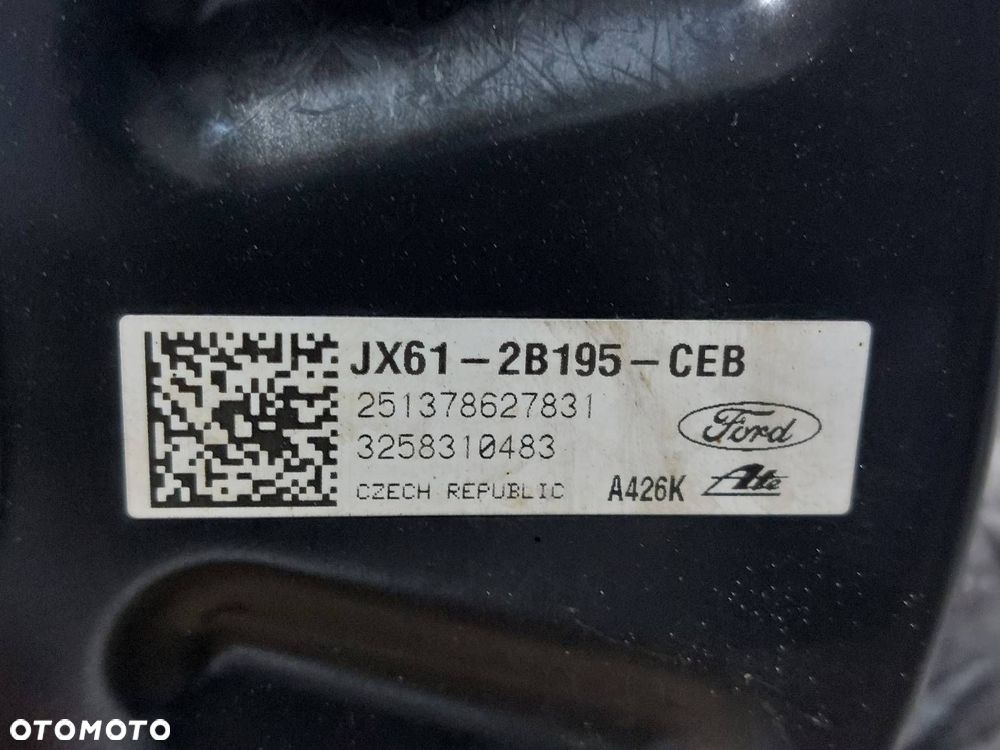 JX61-2B195-CEB
251378627831
3258310483
Ford
CZECH REPUBLIC A426K Ate
OTOMOTO